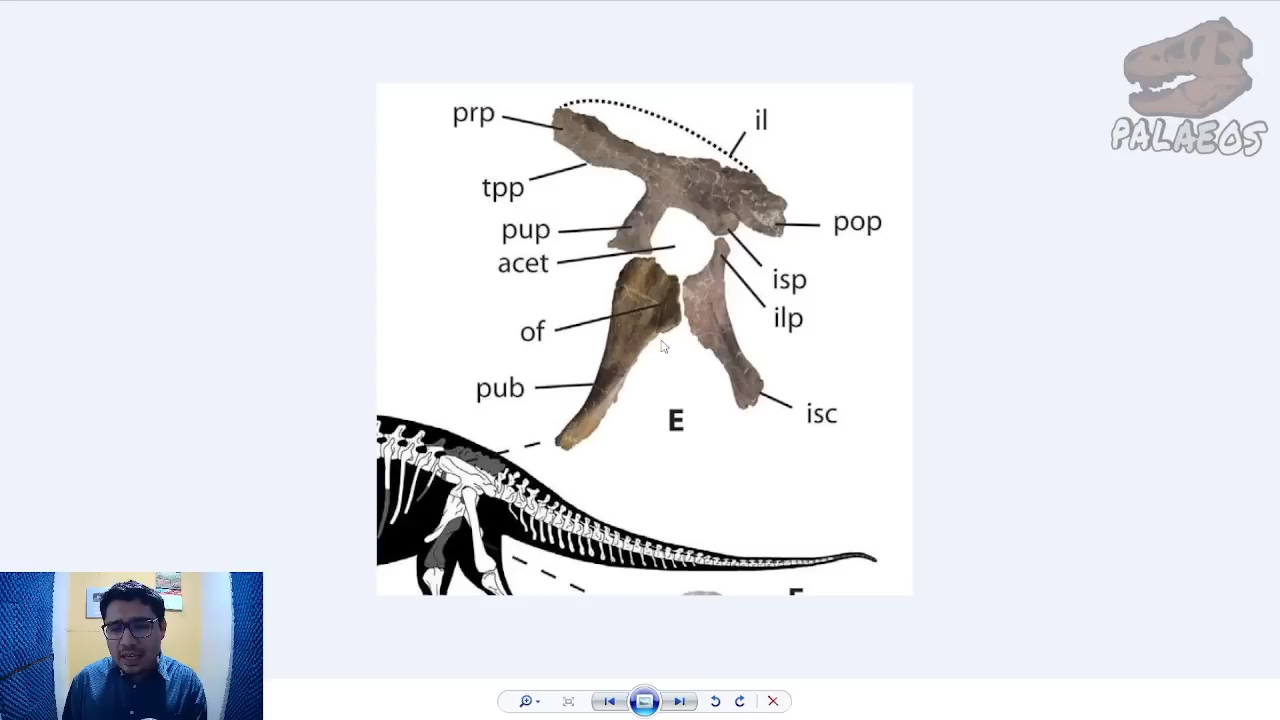 PALAEOS
prp
il
tpp
pup
pop
acet
isp
ilp
of
pub
isc
E